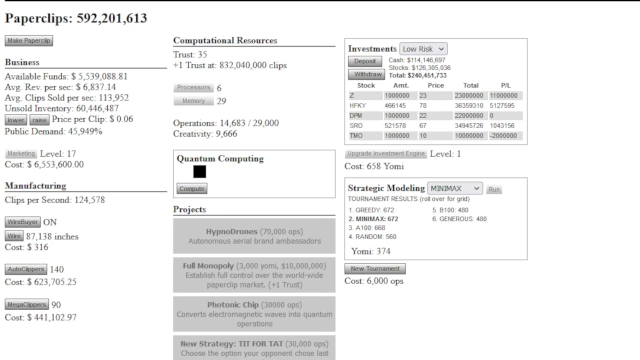 Paperclips: 592,201,613
Make Paperclip
Business
Available Funds: $ 5,539,088.81
Avg. Rev. per sec: $ 6,837.14
Avg. Clips Sold per sec: 113,952
Unsold Inventory: 60,446,487
lower raise Price per Clip: $ 0.06
Public Demand: 45,949%
Marketing Level: 17
Cost: $ 6,553,600.00
Manufacturing
Clips per Second: 124,578
WireBuyer ON
Wire 87,138 inches
Cost: $ 316
AutoClippers 140
Cost: $ 623,705.25
MegaClippers 90
Cost: $ 441,102.97
Computational Resources
Trust: 35
+1 Trust at: 832,040,000 clips
Processors 6
Memory 29
Operations: 14,683 / 29,000
Creativity: 9,666
Quantum Computing
Compute
Projects
HypnoDrones (70,000 ops)
Autonomous aerial brand ambassadors
Full Monopoly (3,000 yomi, $10,000,000)
Establish full control over the world-wide
paperclip market. (+1 Trust)
Photonic Chip (30000 ops)
Converts electromagnetic waves into quantum
operations
New Strategy: TIT FOR TAT (30,000 ops)
Choose the option your opponent chose last
Investments Low Risk
Deposit Cash: $114,146,697
Stocks: $126,305,036
Withdraw Total: $240,451,733
Stock Amt. Price Total P/L
Z 1000000 23 23000000 11000000
HFKY 466145 78 36359310 5127595
DPM 1000000 22 22000000 0
SRO 521578 67 34945726 1043156
TMO 1000000 10 10000000 -2000000
Upgrade Investment Engine Level: 1
Cost: 658 Yomi
Strategic Modeling MINIMAX Run
TOURNAMENT RESULTS (roll over for grid)
1. GREEDY: 672 5. B100: 480
2. MINIMAX: 672 6. GENEROUS: 480
3. A100: 668
4. RANDOM: 560
Yomi: 374
New Tournament
Cost: 6,000 ops